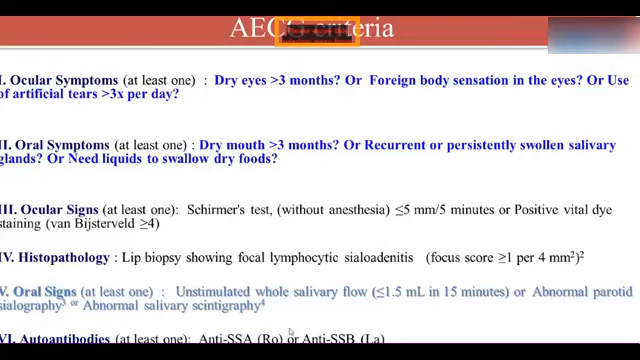 AECG criteria
I. Ocular Symptoms (at least one) : Dry eyes >3 months? Or Foreign body sensation in the eyes? Or Use
of artificial tears >3x per day?
II. Oral Symptoms (at least one) : Dry mouth >3 months? Or Recurrent or persistently swollen salivary
glands? Or Need liquids to swallow dry foods?
III. Ocular Signs (at least one): Schirmer's test, (without anesthesia) ≤5 mm/5 minutes or Positive vital dye
staining (van Bijsterveld ≥4)
IV. Histopathology : Lip biopsy showing focal lymphocytic sialoadenitis (focus score ≥1 per 4 mm²)²
V. Oral Signs (at least one) : Unstimulated whole salivary flow (≤1.5 mL in 15 minutes) or Abnormal parotid
sialography³ or Abnormal salivary scintigraphy⁴
VI. Autoantibodies (at least one): Anti-SSA (Ro) or Anti-SSB (La)